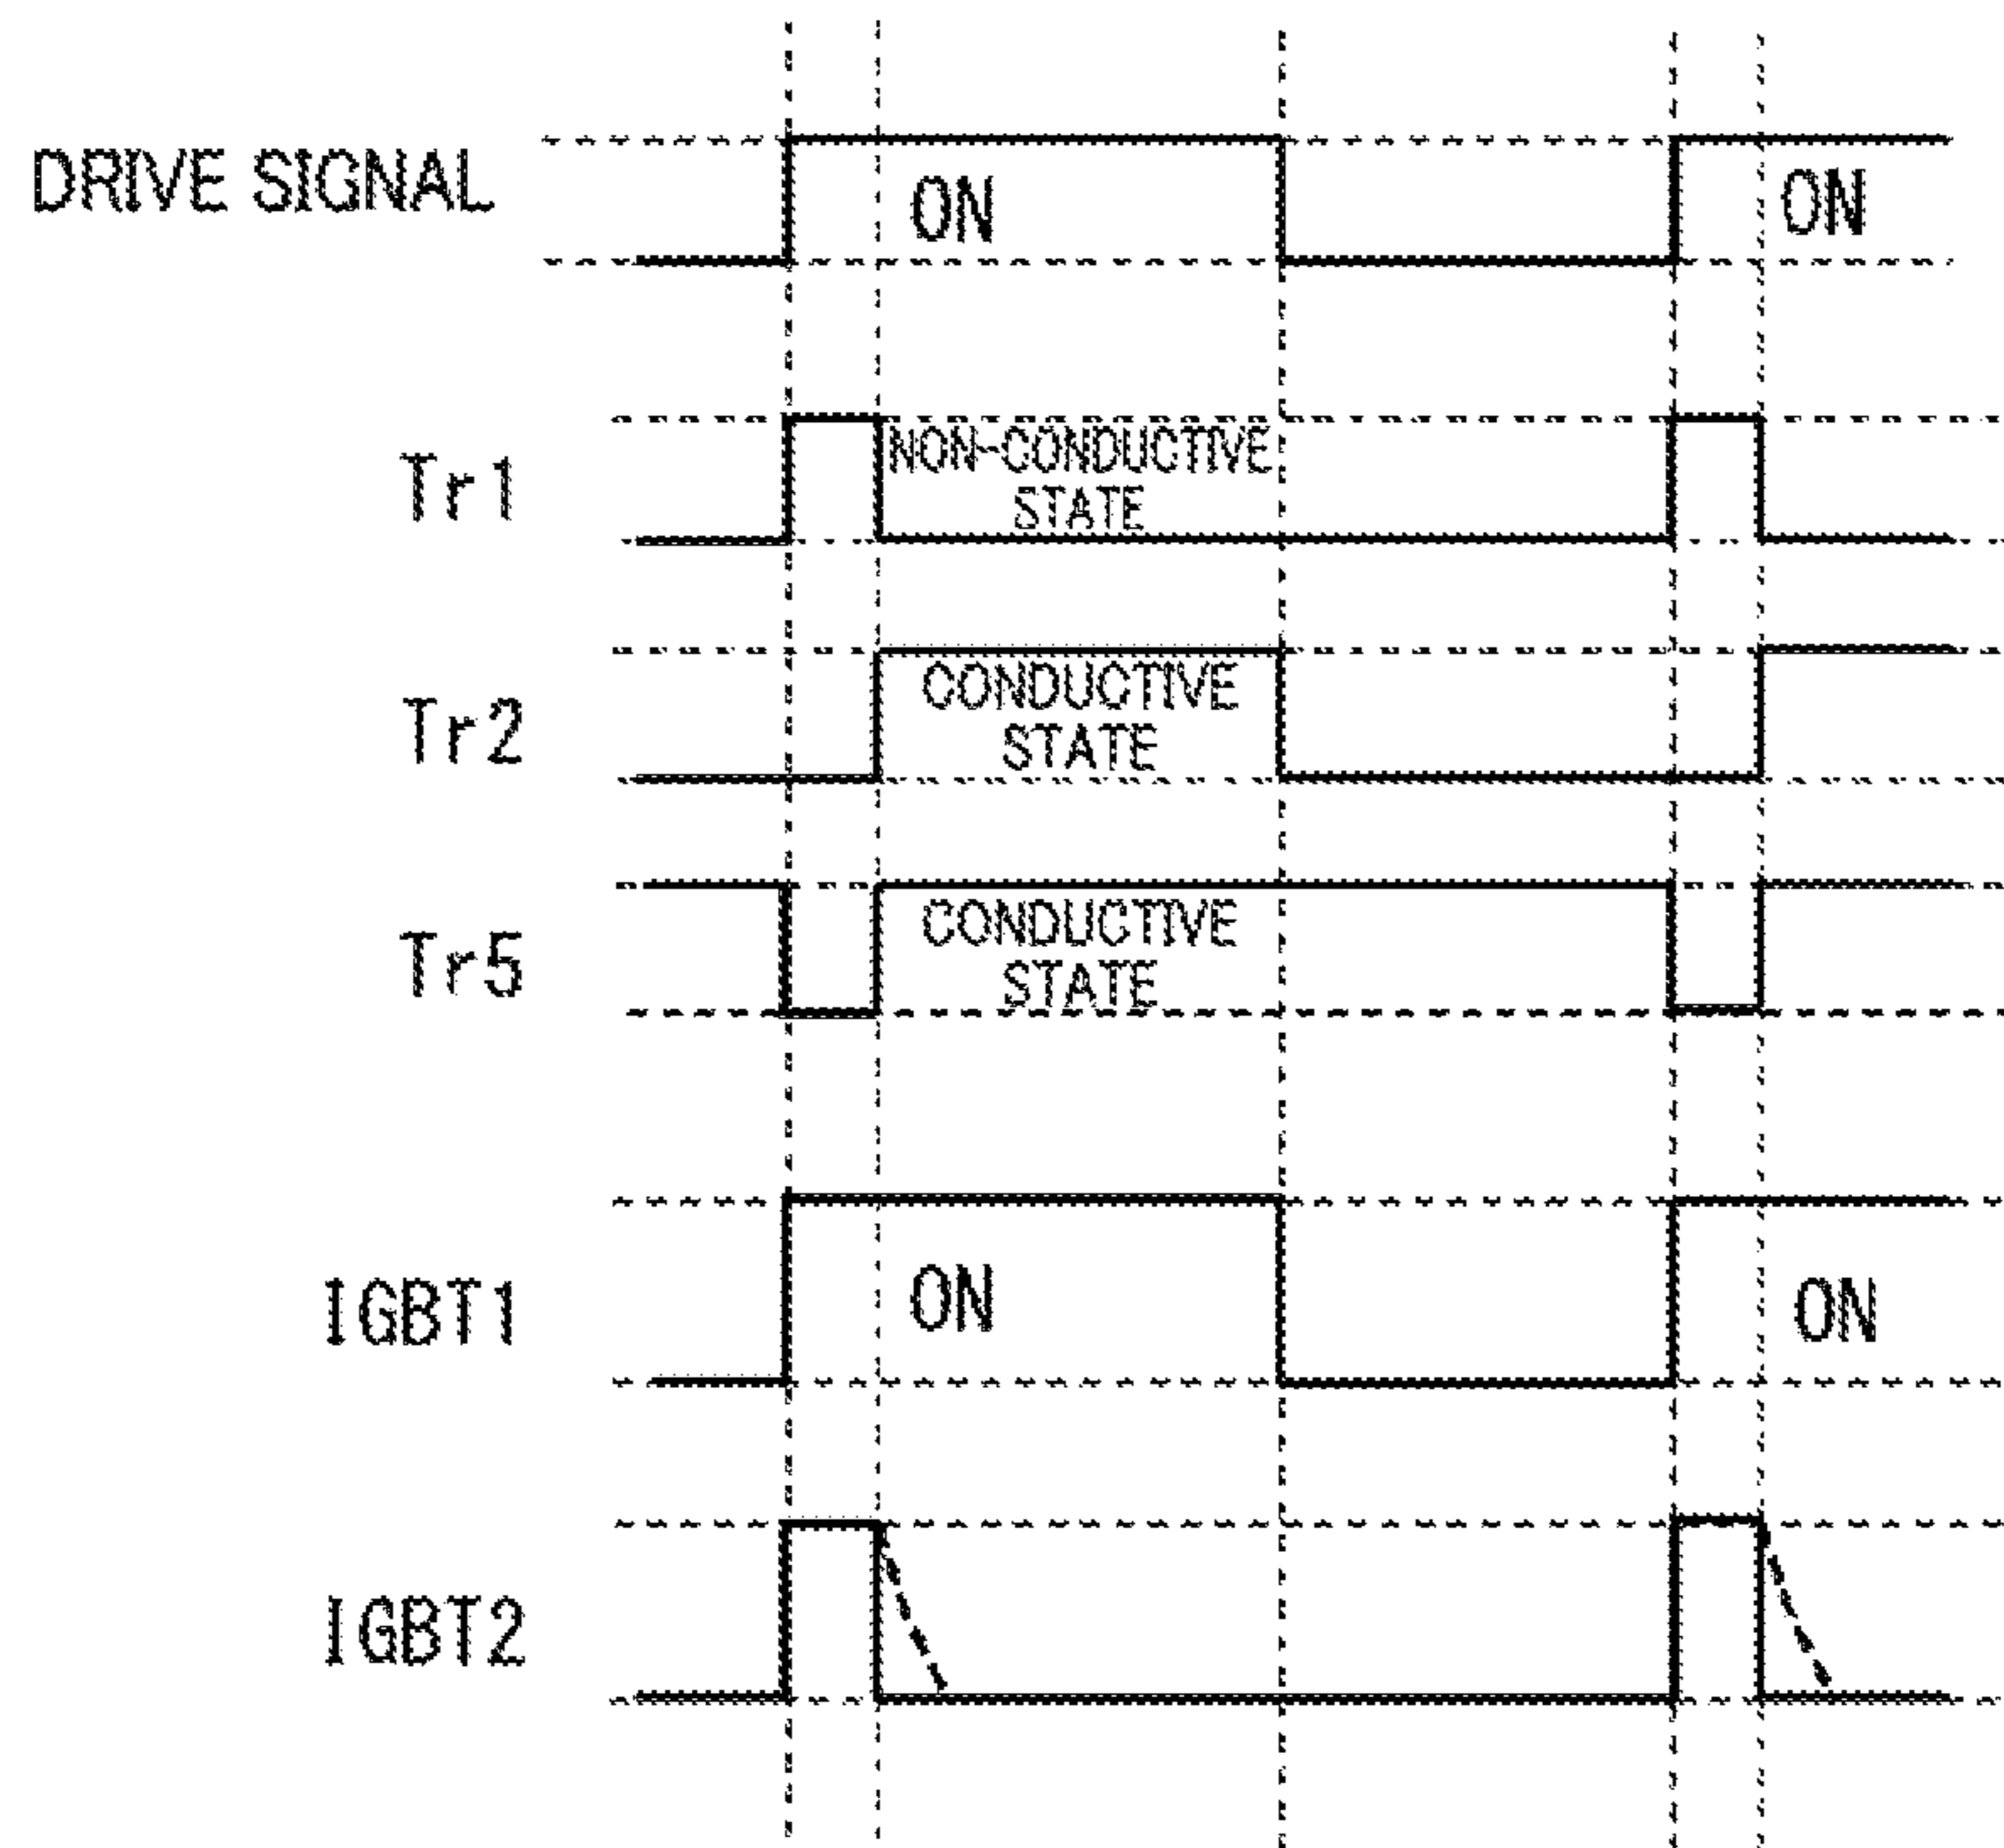 DRIVE SIGNAL
ON
ON
Tr1
NON-CONDUCTIVE
STATE
Tr2
CONDUCTIVE
STATE
Tr5
CONDUCTIVE
STATE
IGBT1
ON
ON
IGBT2